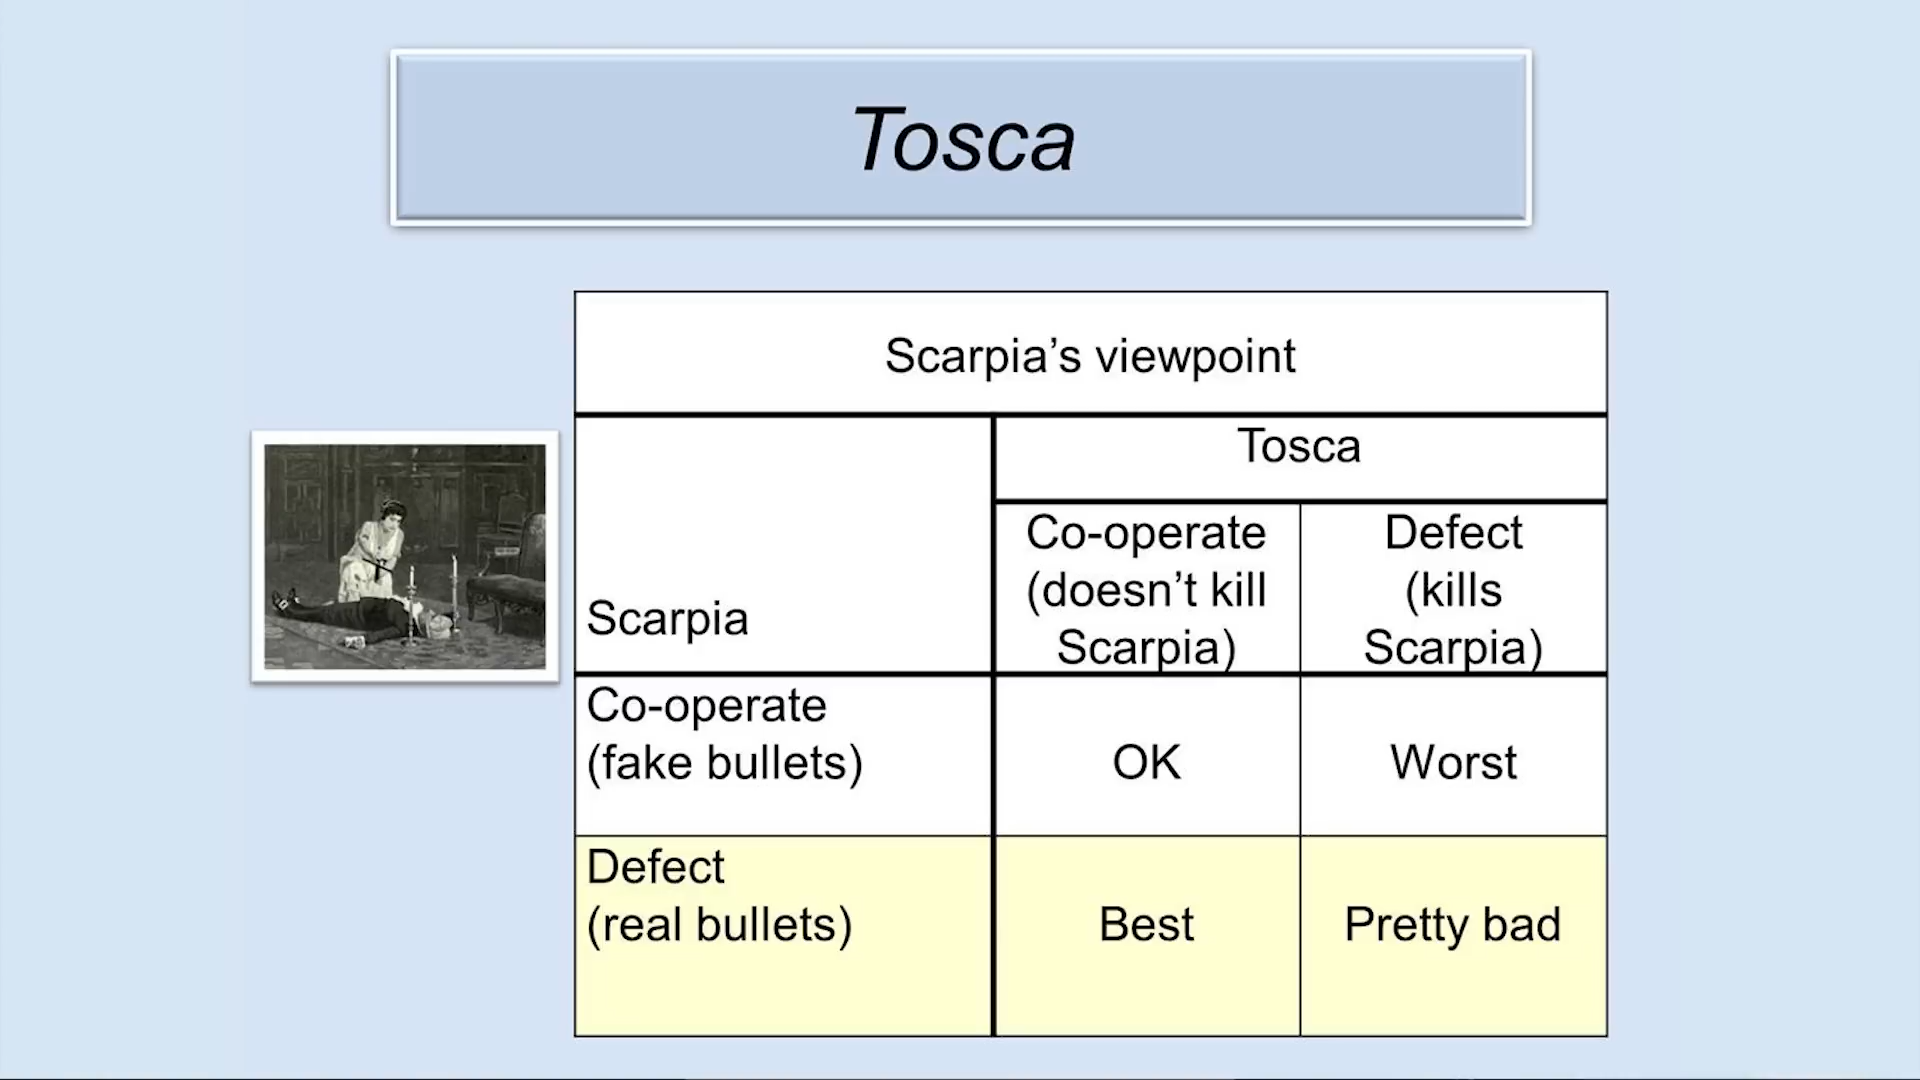 Tosca
Scarpia’s viewpoint
Tosca
Scarpia
Co-operate
(doesn’t kill
Scarpia)
Defect
(kills
Scarpia)
Co-operate
(fake bullets)
OK
Worst
Defect
(real bullets)
Best
Pretty bad